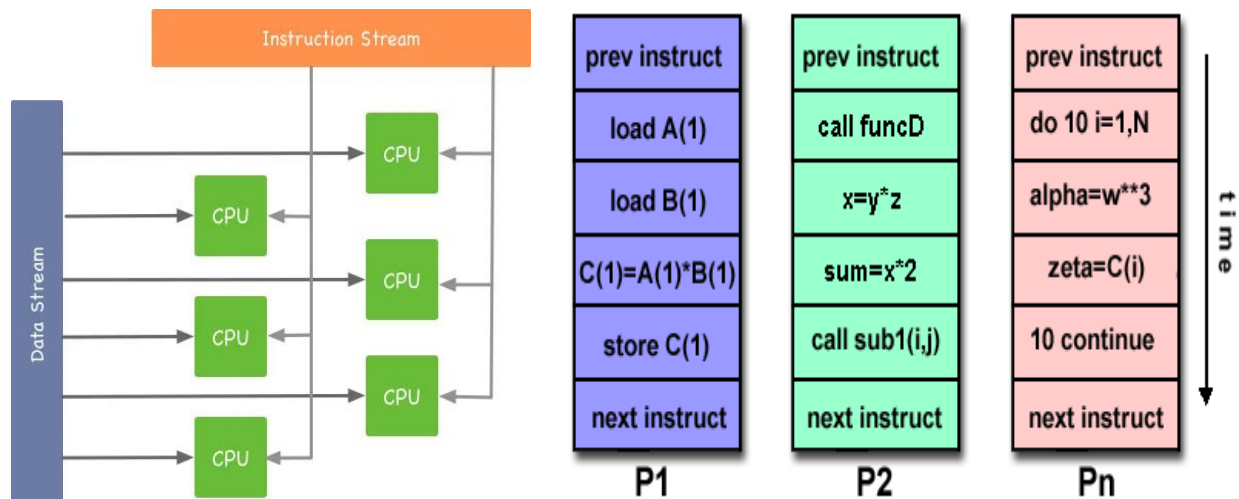 Instruction Stream
Data Stream
CPU
CPU
CPU
CPU
CPU
CPU
prev instruct
load A(1)
load B(1)
C(1)=A(1)*B(1)
store C(1)
next instruct
P1
prev instruct
call funcD
x=y*z
sum=x*2
call sub1(i,j)
next instruct
P2
prev instruct
do 10 i=1,N
alpha=w**3
zeta=C(i)
10 continue
next instruct
Pn
time